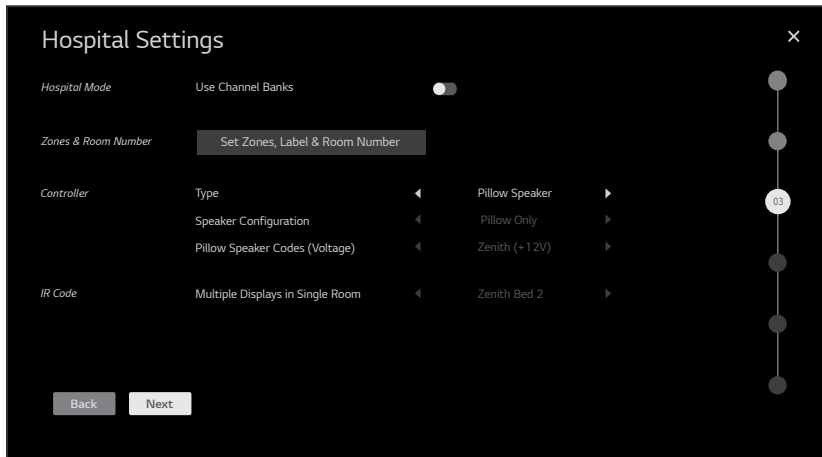 Hospital Settings
Hospital Mode Use Channel Banks
Zones & Room Number Set Zones, Label & Room Number
Controller Type Pillow Speaker
03
Speaker Configuration Pillow Only
Pillow Speaker Codes (Voltage) Zenith (+12V)
IR Code Multiple Displays in Single Room Zenith Bed 2
Back Next